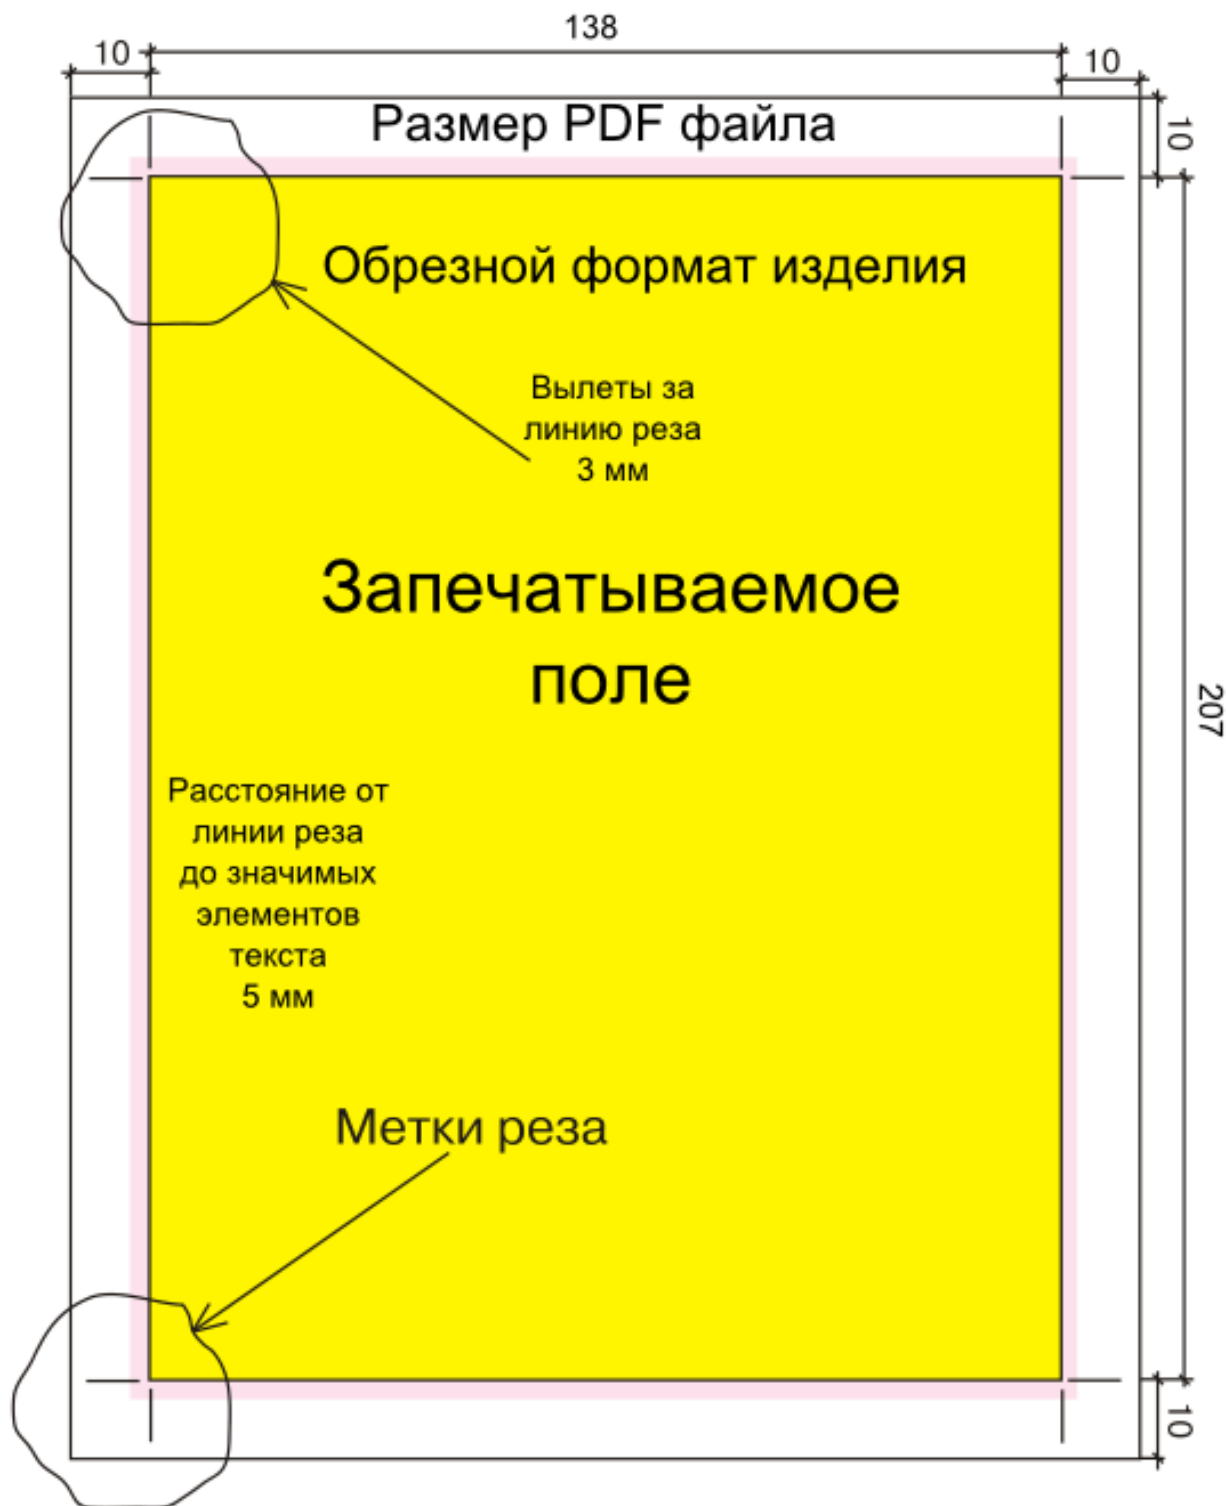 138
10
10
Размер PDF файла
10
Обрезной формат изделия
Вылеты за
линию реза
3 мм
Запечатываемое
поле
207
Расстояние от
линии реза
до значимых
элементов
текста
5 мм
Метки реза
10